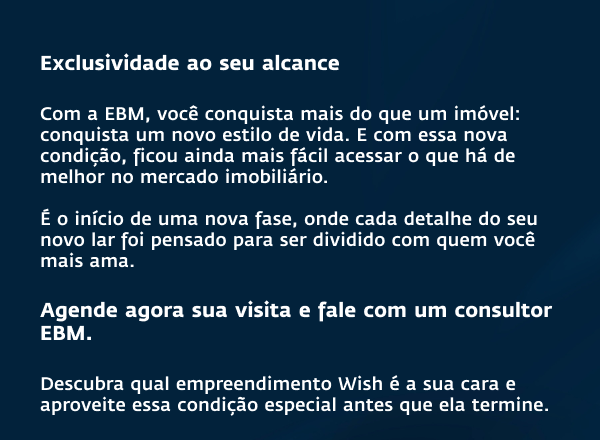 Exclusividade ao seu alcance
Com a EBM, você conquista mais do que um imóvel:
conquista um novo estilo de vida. E com essa nova
condição, ficou ainda mais fácil acessar o que há de
melhor no mercado imobiliário.
É o início de uma nova fase, onde cada detalhe do seu
novo lar foi pensado para ser dividido com quem você
mais ama.
Agende agora sua visita e fale com um consultor
EBM.
Descubra qual empreendimento Wish é a sua cara e
aproveite essa condição especial antes que ela termine.